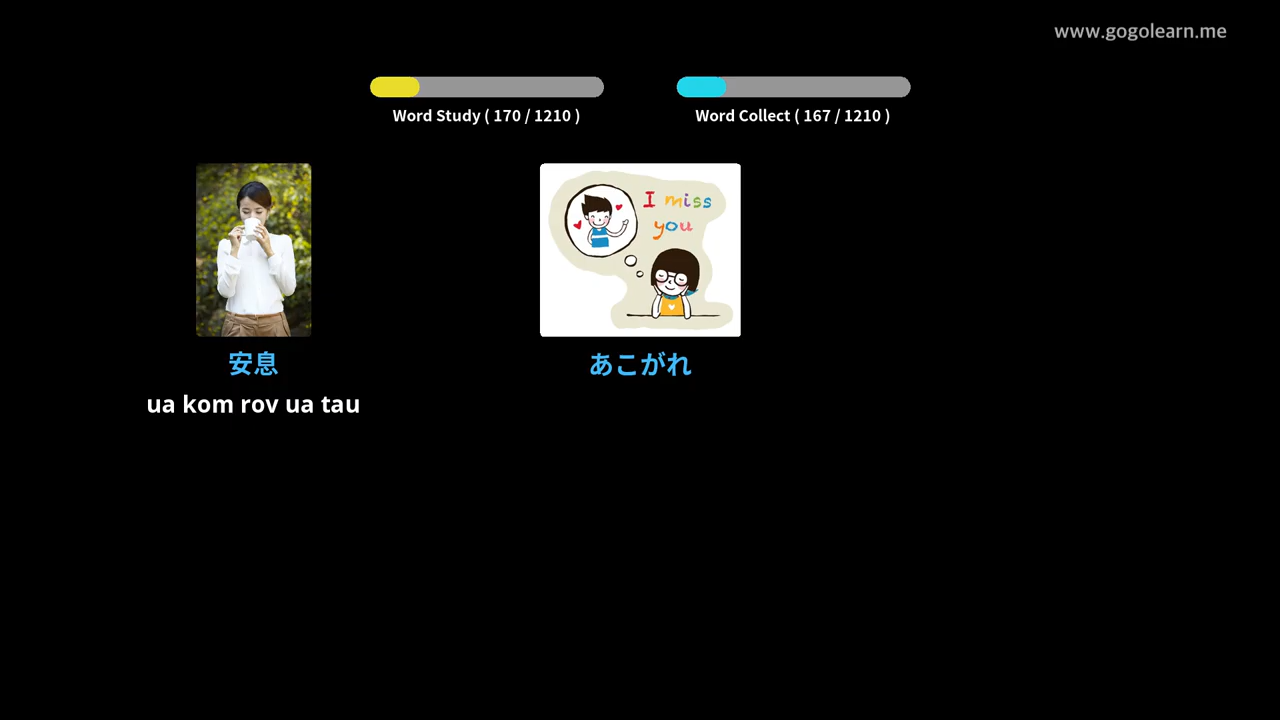 www.gogolearn.me
Word Study ( 170 / 1210 )
Word Collect ( 167 / 1210 )
I miss
you
安息
あこがれ
ua kom rov ua tau